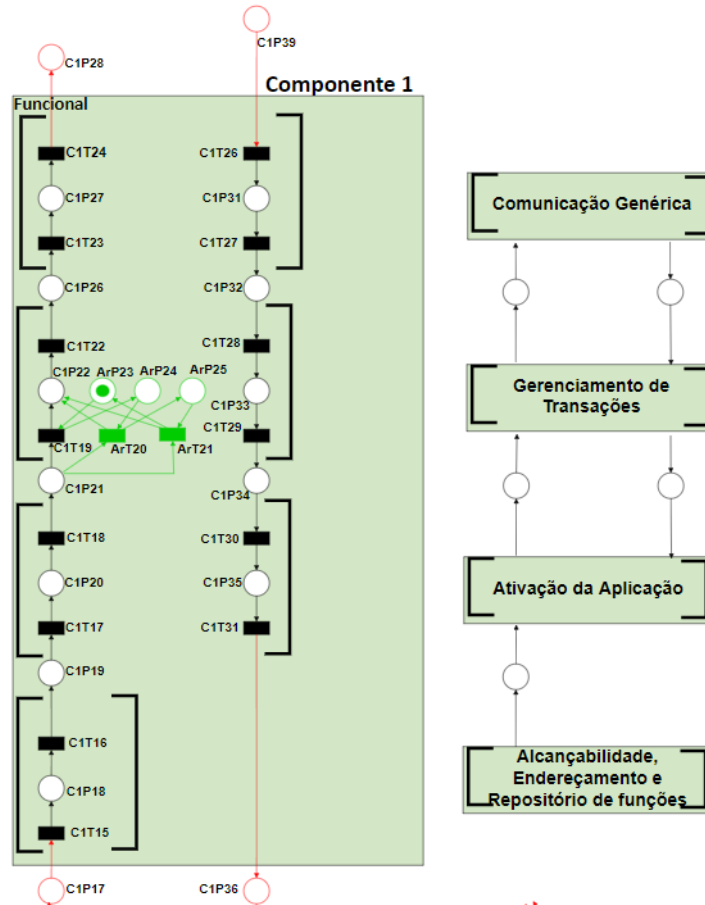 C1P28
C1P39
Componente 1
Funcional
C1T24
C1T26
C1P27
C1P31
C1T23
C1T27
C1P26
C1P32
C1T22
C1T28
C1P22
ArP23
ArP24
ArP25
C1P33
C1T19
ArT20
ArT21
C1T29
C1P21
C1P34
C1T18
C1T30
C1P20
C1P35
C1T17
C1T31
C1P19
C1T16
C1P18
C1T15
C1P17
C1P36
Comunicação Genérica
Gerenciamento de
Transações
Ativação da Aplicação
Alcançabilidade,
Endereçamento e
Repositório de funções